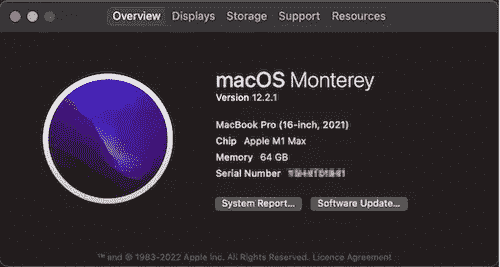 Overview Displays Storage Support Resources
macOS Monterey
Version 12.2.1
MacBook Pro (16-inch, 2021)
Chip Apple M1 Max
Memory 64 GB
Serial Number
System Report... Software Update...
™ and © 1983-2022 Apple Inc. All Rights Reserved. Licence Agreement